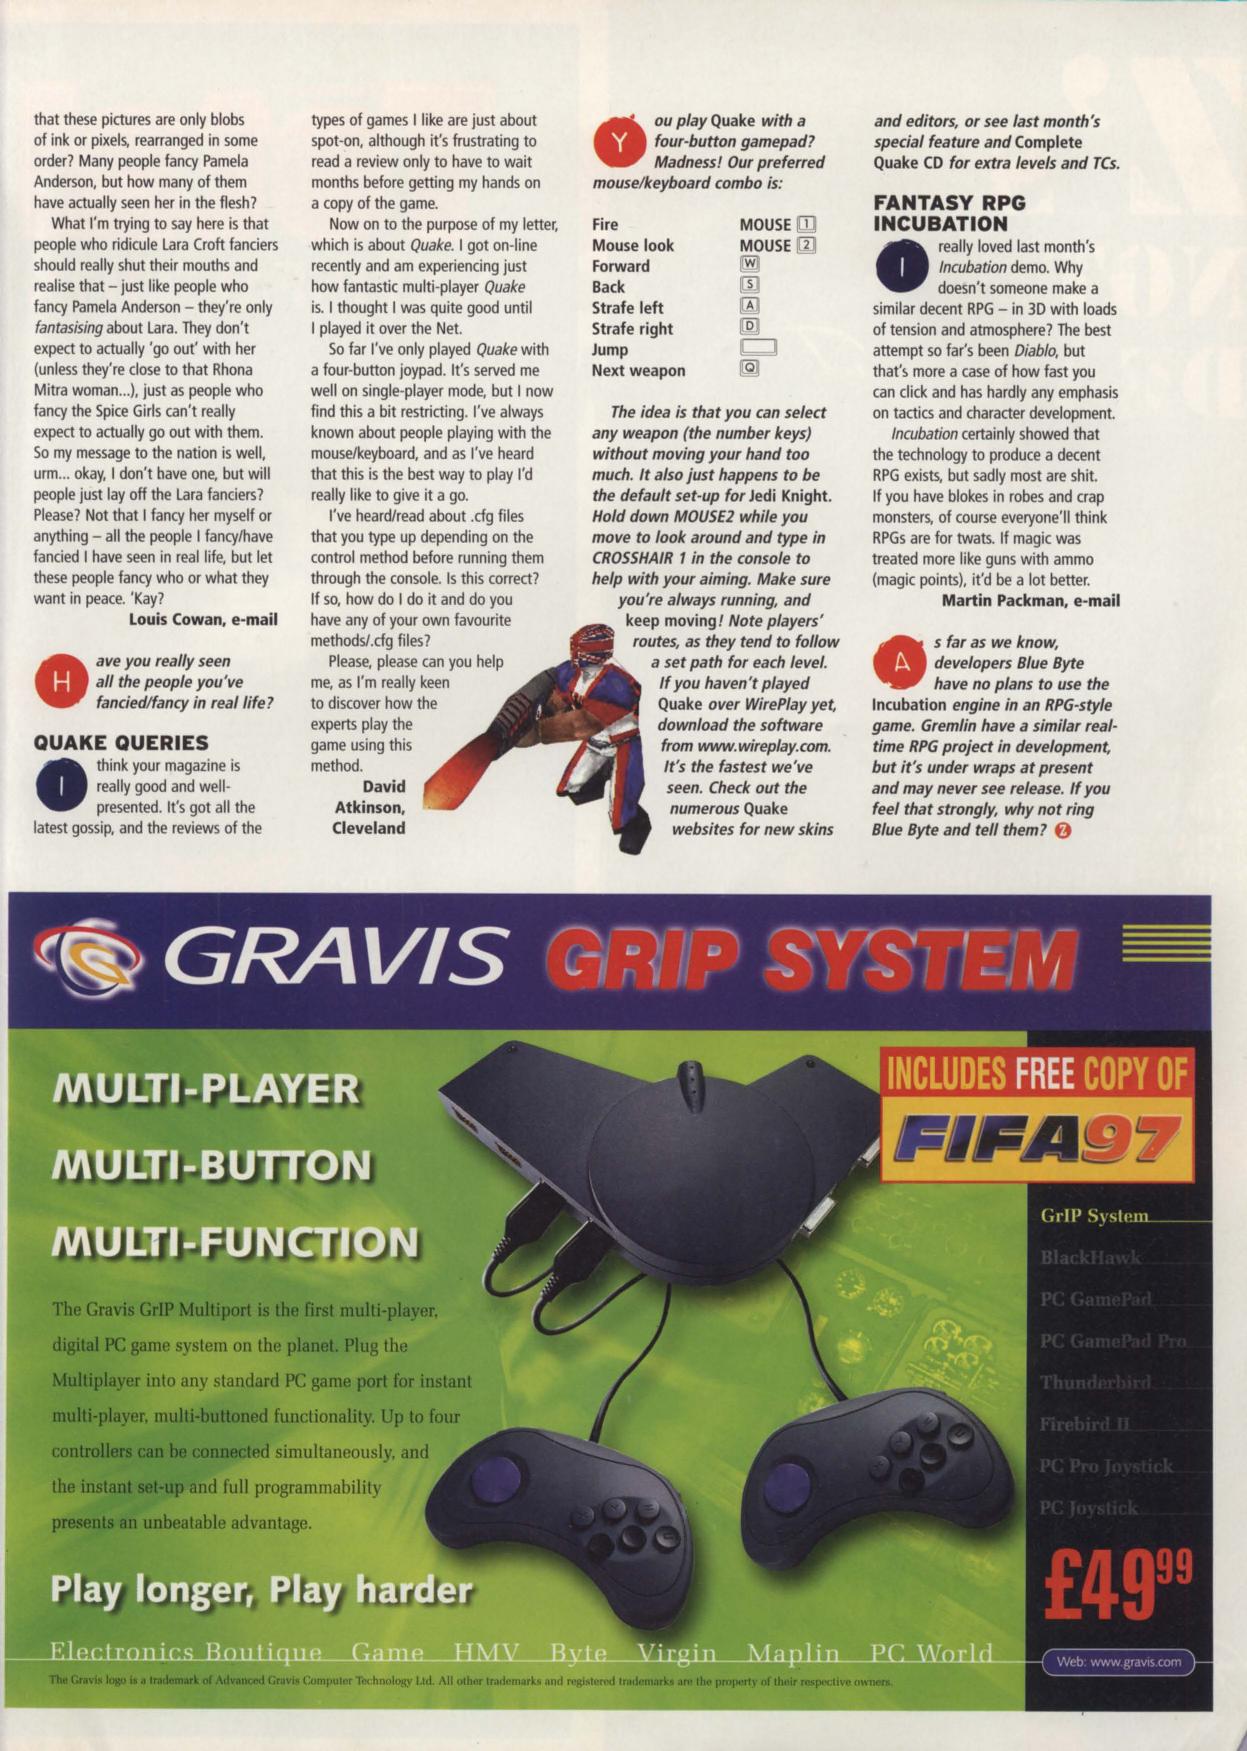 that these pictures are only blobs
of ink or pixels, rearranged in some
order? Many people fancy Pamela
Anderson, but how many of them
have actually seen her in the flesh?
What I'm trying to say here is that
people who ridicule Lara Croft fanciers
should really shut their mouths and
realise that – just like people who
fancy Pamela Anderson – they're only
fantasising about Lara. They don't
expect to actually 'go out' with her
(unless they're close to that Rhona
Mitra woman...), just as people who
fancy the Spice Girls can't really
expect to actually go out with them.
So my message to the nation is well,
urm... okay, I don't have one, but will
people just lay off the Lara fanciers?
Please? Not that I fancy her myself or
anything – all the people I fancy/have
fancied I have seen in real life, but let
these people fancy who or what they
want in peace. 'Kay?
Louis Cowan, e-mail
Have you really seen
all the people you've
fancied/fancy in real life?
QUAKE QUERIES
I think your magazine is
really good and well-
presented. It's got all the
latest gossip, and the reviews of the
types of games I like are just about
spot-on, although it's frustrating to
read a review only to have to wait
months before getting my hands on
a copy of the game.
Now on to the purpose of my letter,
which is about Quake. I got on-line
recently and am experiencing just
how fantastic multi-player Quake
is. I thought I was quite good until
I played it over the Net.
So far I've only played Quake with
a four-button joypad. It's served me
well on single-player mode, but I now
find this a bit restricting. I've always
known about people playing with the
mouse/keyboard, and as I've heard
that this is the best way to play I'd
really like to give it a go.
I've heard/read about .cfg files
that you type up depending on the
control method before running them
through the console. Is this correct?
If so, how do I do it and do you
have any of your own favourite
methods/.cfg files?
Please, please can you help
me, as I'm really keen
to discover how the
experts play the
game using this
method.
David
Atkinson,
Cleveland
You play Quake with a
four-button gamepad?
Madness! Our preferred
mouse/keyboard combo is:
Fire MOUSE 1
Mouse look MOUSE 2
Forward W
Back S
Strafe left A
Strafe right D
Jump
Next weapon Q
The idea is that you can select
any weapon (the number keys)
without moving your hand too
much. It also just happens to be
the default set-up for Jedi Knight.
Hold down MOUSE2 while you
move to look around and type in
CROSSHAIR 1 in the console to
help with your aiming. Make sure
you're always running, and
keep moving! Note players'
routes, as they tend to follow
a set path for each level.
If you haven't played
Quake over WirePlay yet,
download the software
from www.wireplay.com.
It's the fastest we've
seen. Check out the
numerous Quake
websites for new skins
and editors, or see last month's
special feature and Complete
Quake CD for extra levels and TCs.
FANTASY RPG
INCUBATION
I really loved last month's
Incubation demo. Why
doesn't someone make a
similar decent RPG – in 3D with loads
of tension and atmosphere? The best
attempt so far's been Diablo, but
that's more a case of how fast you
can click and has hardly any emphasis
on tactics and character development.
Incubation certainly showed that
the technology to produce a decent
RPG exists, but sadly most are shit.
If you have blokes in robes and crap
monsters, of course everyone'll think
RPGs are for twats. If magic was
treated more like guns with ammo
(magic points), it'd be a lot better.
Martin Packman, e-mail
As far as we know,
developers Blue Byte
have no plans to use the
Incubation engine in an RPG-style
game. Gremlin have a similar real-
time RPG project in development,
but it's under wraps at present
and may never see release. If you
feel that strongly, why not ring
Blue Byte and tell them? Z
GRAVIS GRIP SYSTEM
MULTI-PLAYER
MULTI-BUTTON
MULTI-FUNCTION
The Gravis GrIP Multiport is the first multi-player,
digital PC game system on the planet. Plug the
Multiplayer into any standard PC game port for instant
multi-player, multi-buttoned functionality. Up to four
controllers can be connected simultaneously, and
the instant set-up and full programmability
presents an unbeatable advantage.
Play longer, Play harder
INCLUDES FREE COPY OF
FIFA97
GrIP System
BlackHawk
PC GamePad
PC GamePad Pro
Thunderbird
Firebird II
PC Pro Joystick
PC Joystick
£49 99
Electronics Boutique Game HMV Byte Virgin Maplin PC World
Web: www.gravis.com
The Gravis logo is a trademark of Advanced Gravis Computer Technology Ltd. All other trademarks and registered trademarks are the property of their respective owners.